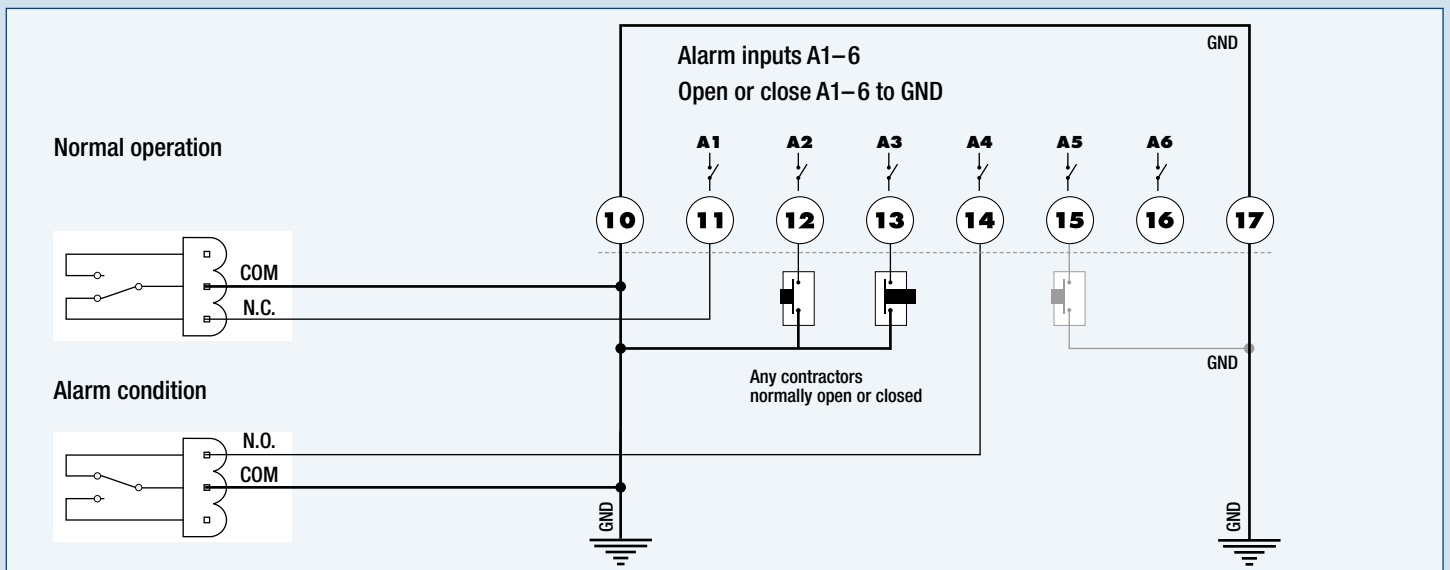 GND
Alarm inputs A1–6
Open or close A1–6 to GND
Normal operation
A1 A2 A3 A4 A5 A6
10 11 12 13 14 15 16 17
COM
N.C.
GND
Any contractors
normally open or closed
Alarm condition
N.O.
COM
GND
GND